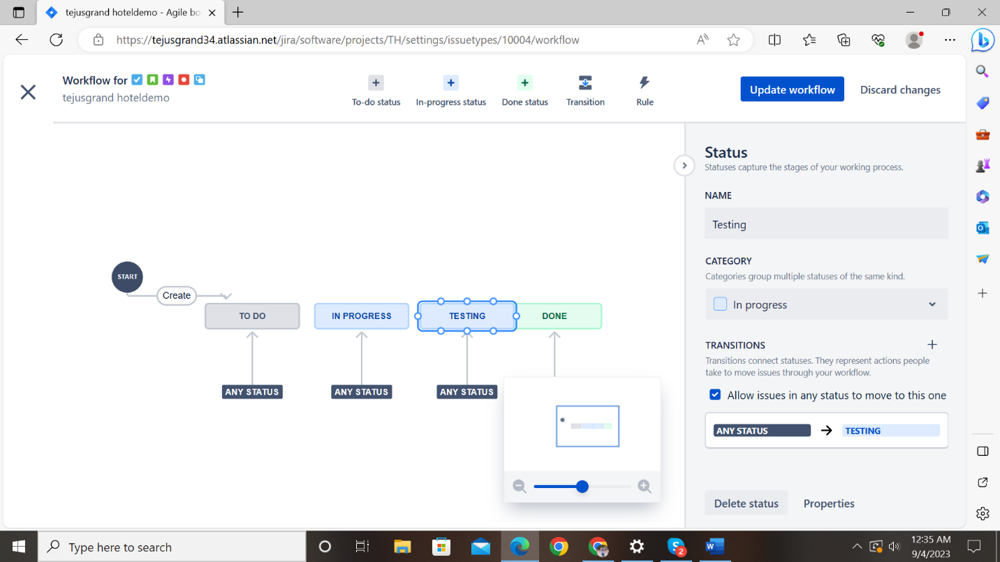 tejusgrand hoteldemo - Agile bo
https://tejusgrand34.atlassian.net/jira/software/projects/TH/settings/issuetypes/10004/workflow
Workflow for
tejusgrand hoteldemo
To-do status
In-progress status
Done status
Transition
Rule
Update workflow
Discard changes
START
Create
TO DO
IN PROGRESS
TESTING
DONE
ANY STATUS
ANY STATUS
ANY STATUS
Status
Statuses capture the stages of your working process.
NAME
Testing
CATEGORY
Categories group multiple statuses of the same kind.
In progress
TRANSITIONS
Transitions connect statuses. They represent actions people
take to move issues through your workflow.
Allow issues in any status to move to this one
ANY STATUS → TESTING
Delete status
Properties
Type here to search
2
12:35 AM
9/4/2023